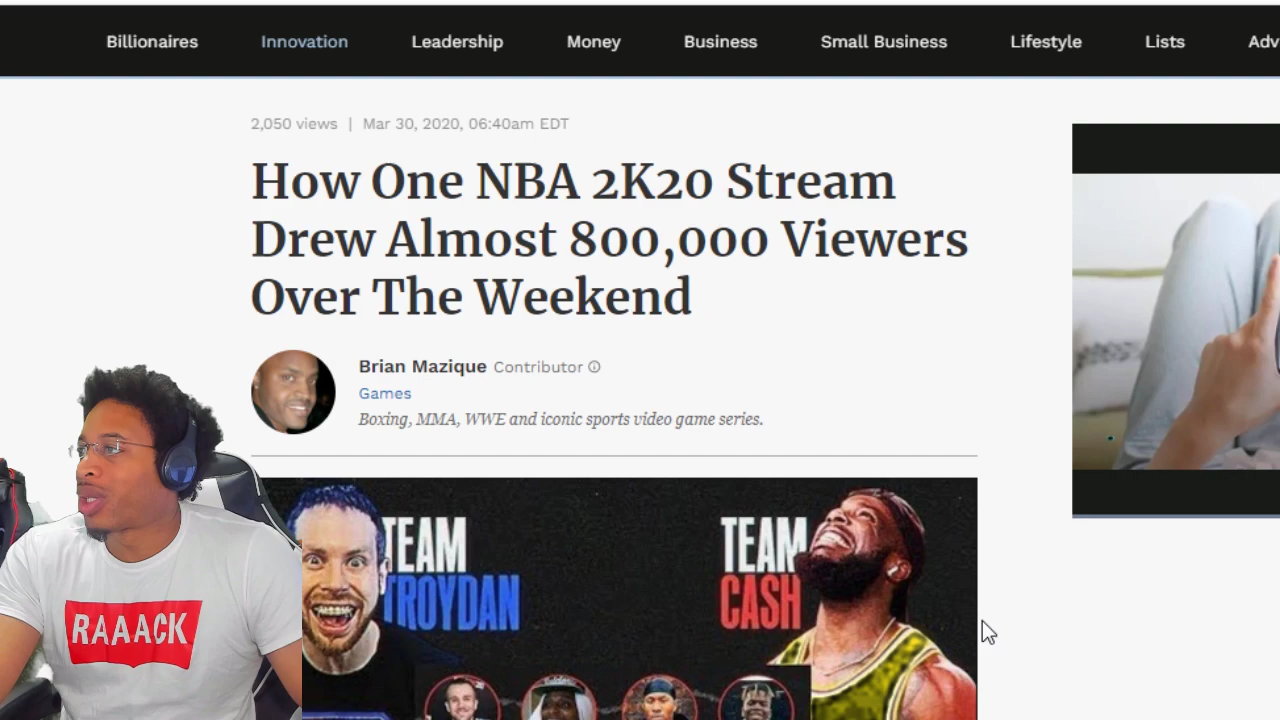 Billionaires Innovation Leadership Money Business Small Business Lifestyle Lists Adv
2,050 views | Mar 30, 2020, 06:40am EDT
How One NBA 2K20 Stream
Drew Almost 800,000 Viewers
Over The Weekend
Brian Mazique Contributor
Games
Boxing, MMA, WWE and iconic sports video game series.
TEAM
TROYDAN
TEAM
CASH
RAAACK